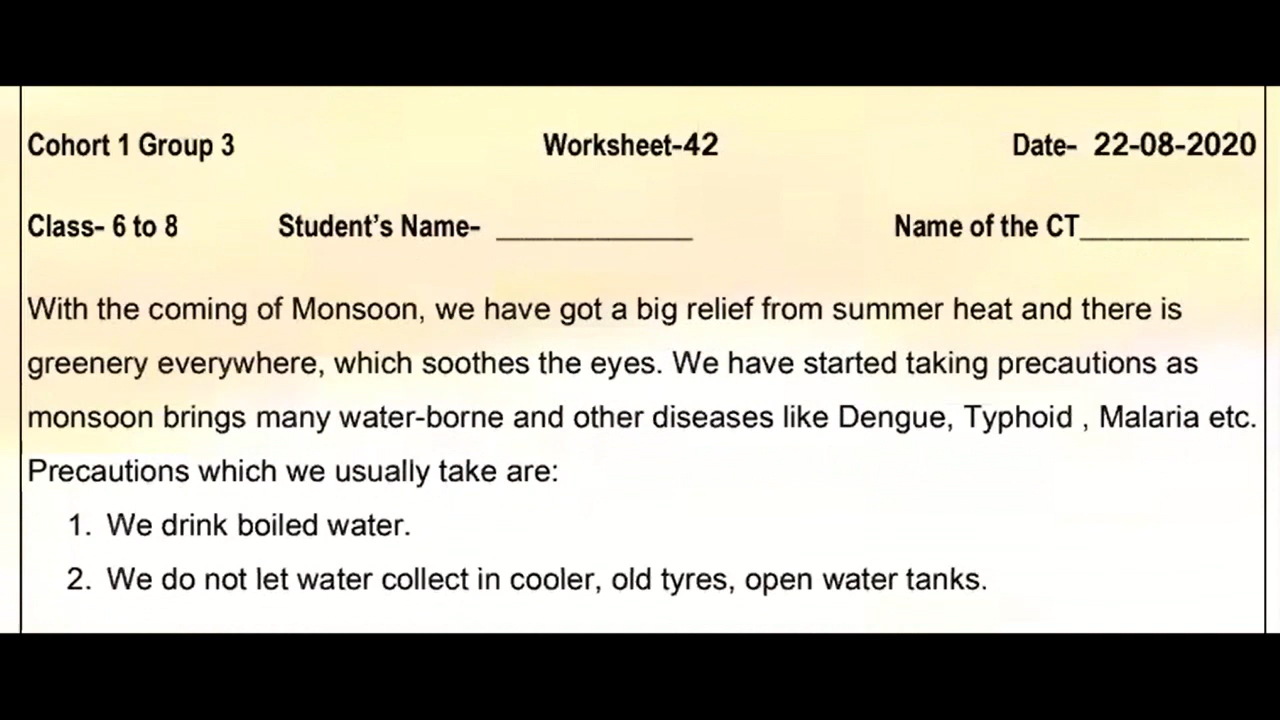 Cohort 1 Group 3 Worksheet-42 Date- 22-08-2020
Class- 6 to 8 Student’s Name- ______________ Name of the CT____________
With the coming of Monsoon, we have got a big relief from summer heat and there is
greenery everywhere, which soothes the eyes. We have started taking precautions as
monsoon brings many water-borne and other diseases like Dengue, Typhoid , Malaria etc.
Precautions which we usually take are:
1. We drink boiled water.
2. We do not let water collect in cooler, old tyres, open water tanks.